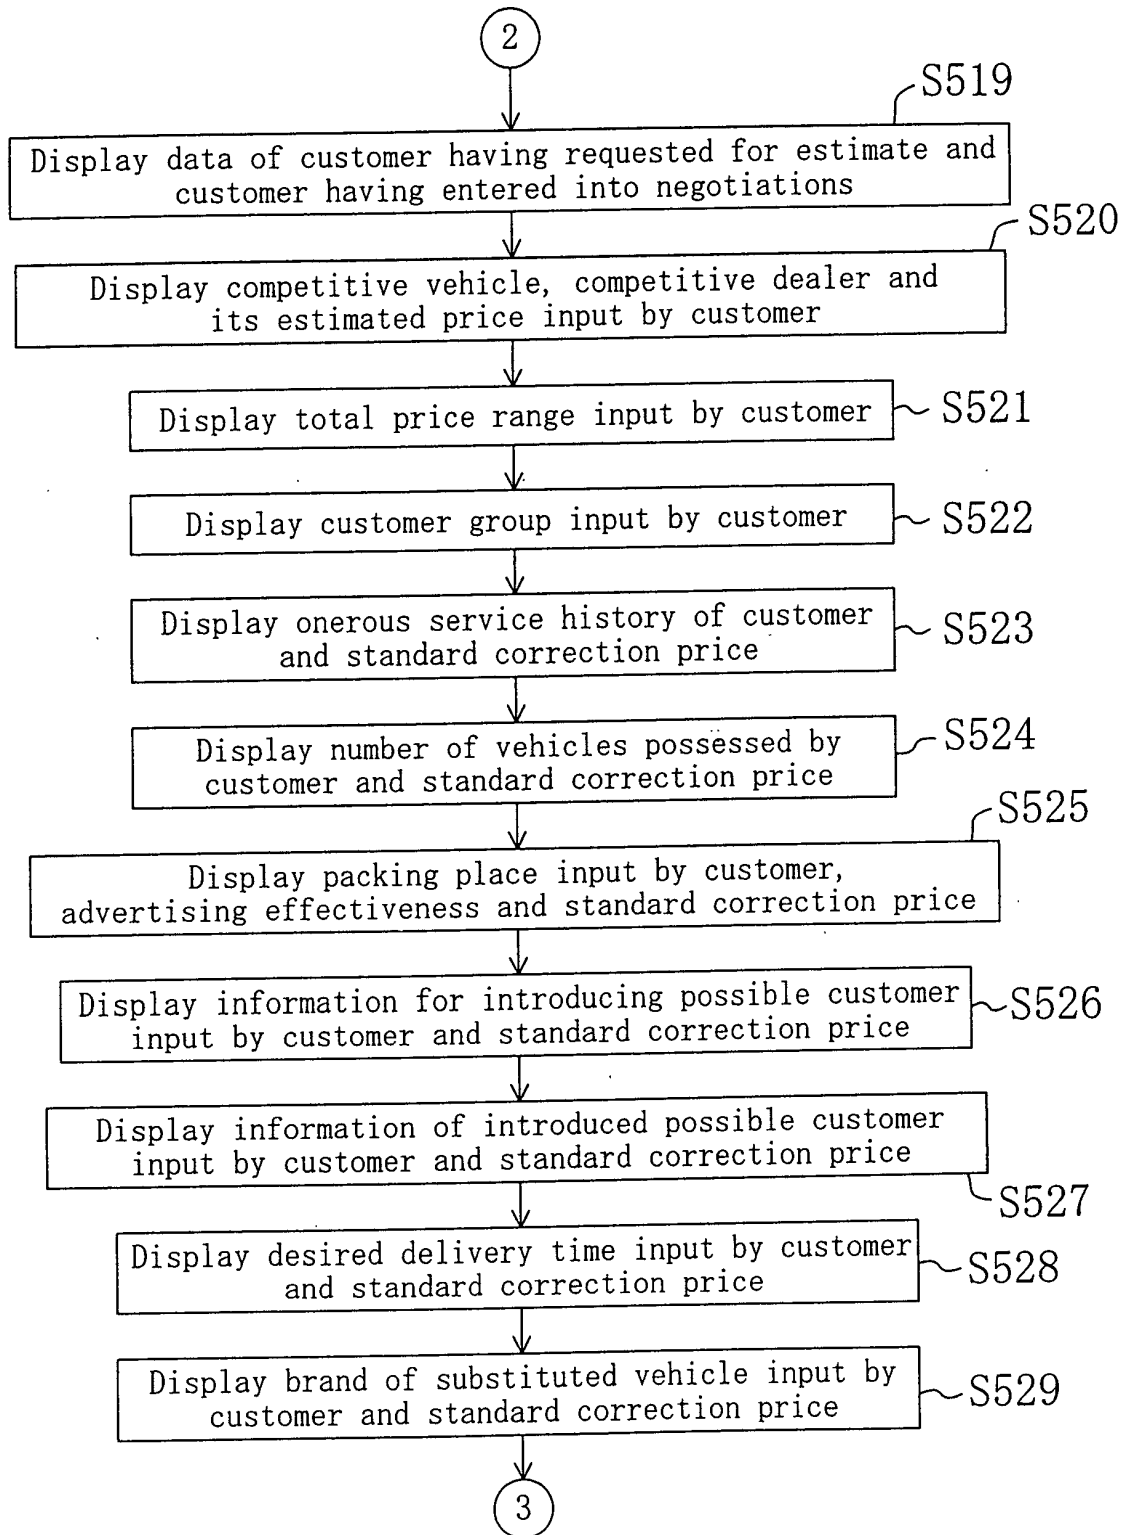 2
S519
Display data of customer having requested for estimate and
customer having entered into negotiations
S520
Display competitive vehicle, competitive dealer and
its estimated price input by customer
Display total price range input by customer
S521
Display customer group input by customer
S522
Display onerous service history of customer
and standard correction price
S523
Display number of vehicles possessed by
customer and standard correction price
S524
S525
Display packing place input by customer,
advertising effectiveness and standard correction price
Display information for introducing possible customer
input by customer and standard correction price
S526
Display information of introduced possible customer
input by customer and standard correction price
S527
Display desired delivery time input by customer
and standard correction price
S528
Display brand of substituted vehicle input by
customer and standard correction price
S529
3